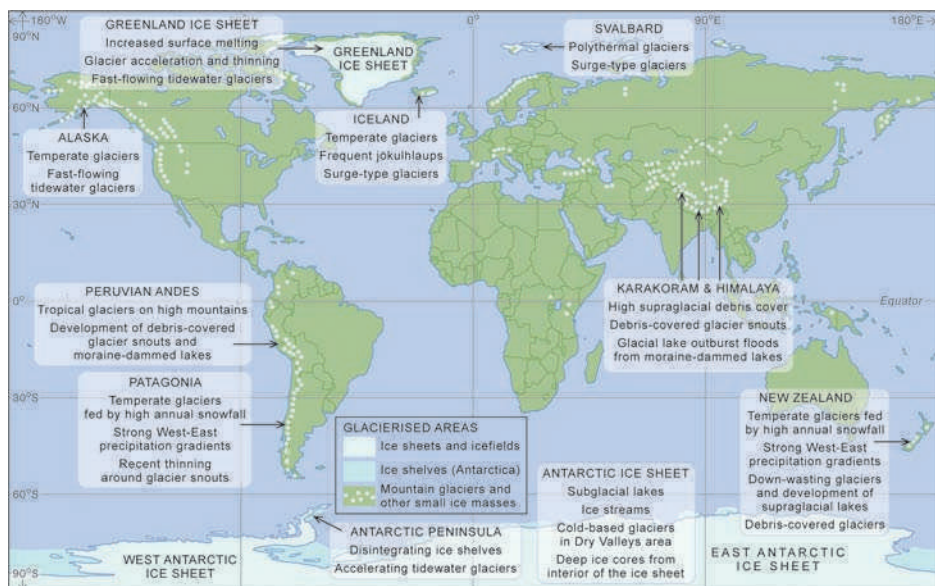 180°W
0°
90°E
180°E
90°N
60°N
30°N
0°
30°S
60°S
90°S
GREENLAND ICE SHEET
Increased surface melting
Glacier acceleration and thinning
Fast-flowing tidewater glaciers
GREENLAND
ICE SHEET
SVALBARD
Polythermal glaciers
Surge-type glaciers
ALASKA
Temperate glaciers
Fast-flowing
tidewater glaciers
ICELAND
Temperate glaciers
Frequent jökulhlaups
Surge-type glaciers
PERUVIAN ANDES
Tropical glaciers on high mountains
Development of debris-covered
glacier snouts and
moraine-dammed lakes
KARAKORAM & HIMALAYA
High supraglacial debris cover
Debris-covered glacier snouts
Glacial lake outburst floods
from moraine-dammed lakes
Equator
PATAGONIA
Temperate glaciers
fed by high annual snowfall
Strong West-East
precipitation gradients
Recent thinning
around glacier snouts
NEW ZEALAND
Temperate glaciers fed
by high annual snowfall
Strong West-East
precipitation gradients
Down-wasting glaciers
and development of
supraglacial lakes
Debris-covered glaciers
GLACIERISED AREAS
Ice sheets and icefields
Ice shelves (Antarctica)
Mountain glaciers and
other small ice masses
ANTARCTIC ICE SHEET
Subglacial lakes
Ice streams
Cold-based glaciers
in Dry Valleys area
Deep ice cores from
interior of the ice sheet
ANTARCTIC PENINSULA
Disintegrating ice shelves
Accelerating tidewater glaciers
WEST ANTARCTIC
ICE SHEET
EAST ANTARCTIC
ICE SHEET